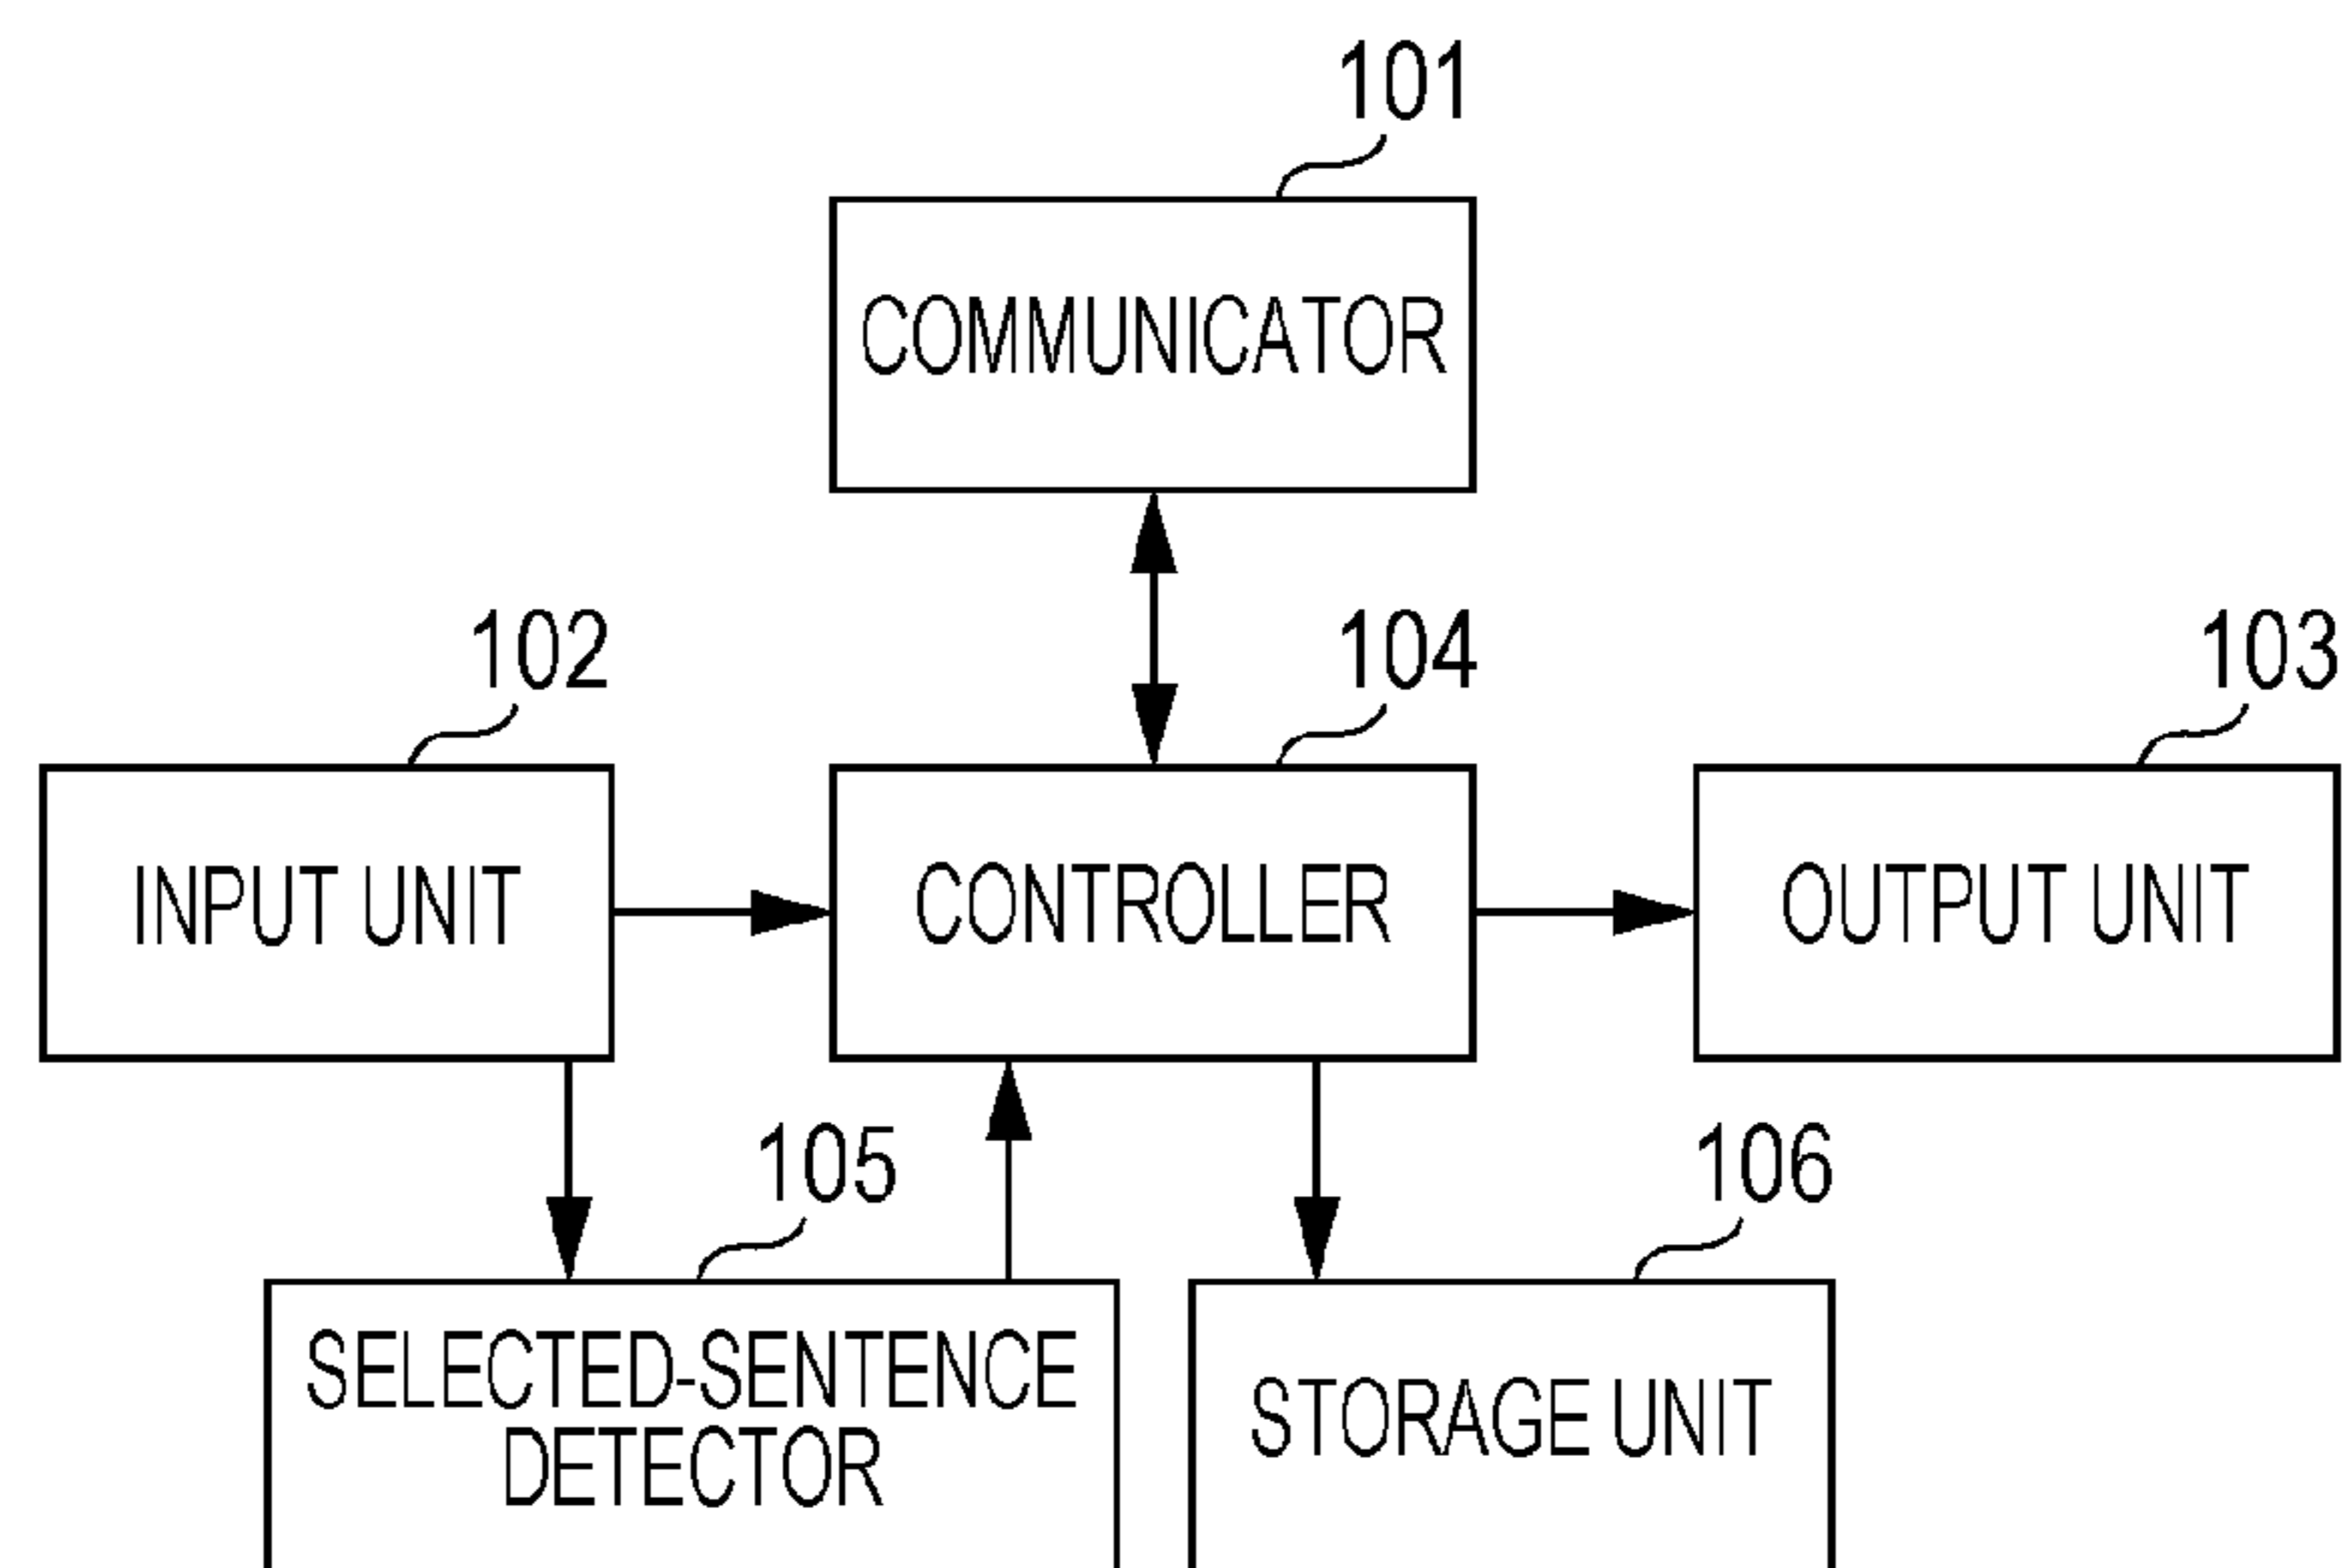 101
COMMUNICATOR
102
104
103
INPUT UNIT
CONTROLLER
OUTPUT UNIT
105
106
SELECTED-SENTENCE
DETECTOR
STORAGE UNIT